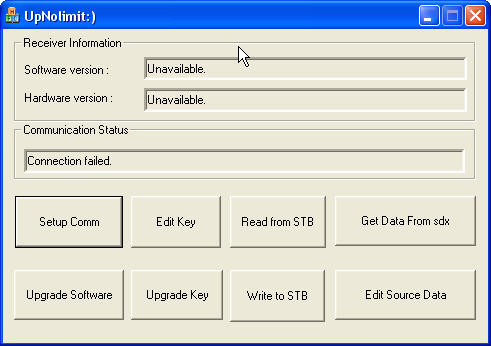 UpNolimit:)
Receiver Information
Software version :
Unavailable.
Hardware version :
Unavailable.
Communication Status
Connection failed.
Setup Comm
Edit Key
Read from STB
Get Data From sdx
Upgrade Software
Upgrade Key
Write to STB
Edit Source Data